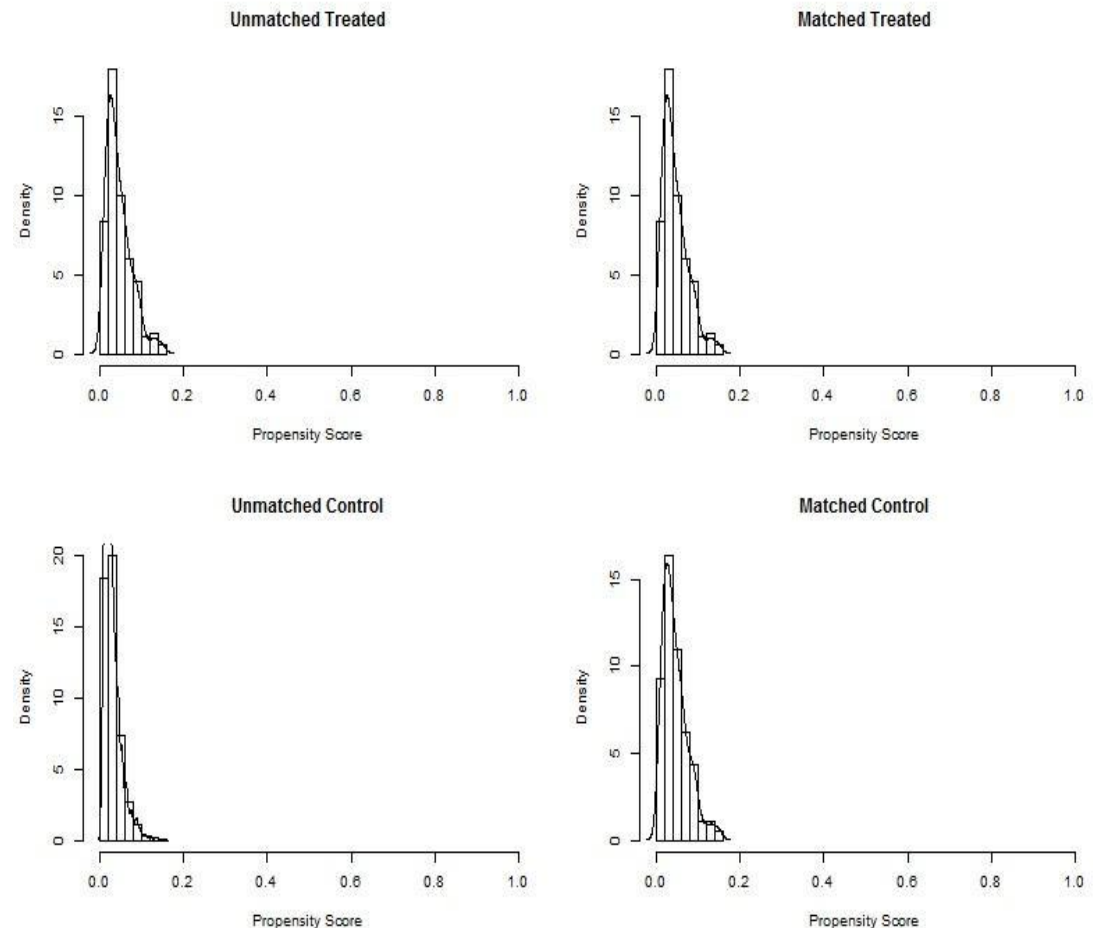 Unmatched Treated
Density
0 5 10 15
0.0 0.2 0.4 0.6 0.8 1.0
Propensity Score
Matched Treated
Density
0 5 10 15
0.0 0.2 0.4 0.6 0.8 1.0
Propensity Score
Unmatched Control
Density
0 5 10 15 20
0.0 0.2 0.4 0.6 0.8 1.0
Propensity Score
Matched Control
Density
0 5 10 15
0.0 0.2 0.4 0.6 0.8 1.0
Propensity Score